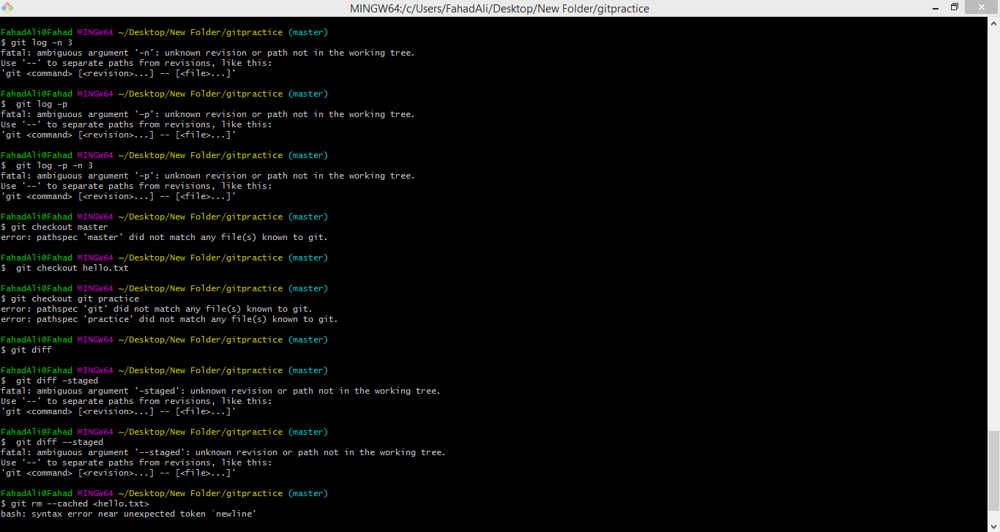 MINGW64:/c/Users/FahadAli/Desktop/New Folder/gitpractice
FahadAli@Fahad MINGW64 ~/Desktop/New Folder/gitpractice (master)
$ git log –n 3
fatal: ambiguous argument '–n': unknown revision or path not in the working tree.
Use '--' to separate paths from revisions, like this:
'git <command> [<revision>...] -- [<file>...]'
FahadAli@Fahad MINGW64 ~/Desktop/New Folder/gitpractice (master)
$  git log –p
fatal: ambiguous argument '–p': unknown revision or path not in the working tree.
Use '--' to separate paths from revisions, like this:
'git <command> [<revision>...] -- [<file>...]'
FahadAli@Fahad MINGW64 ~/Desktop/New Folder/gitpractice (master)
$  git log –p –n 3
fatal: ambiguous argument '–p': unknown revision or path not in the working tree.
Use '--' to separate paths from revisions, like this:
'git <command> [<revision>...] -- [<file>...]'
FahadAli@Fahad MINGW64 ~/Desktop/New Folder/gitpractice (master)
$ git checkout master
error: pathspec 'master' did not match any file(s) known to git.
FahadAli@Fahad MINGW64 ~/Desktop/New Folder/gitpractice (master)
$  git checkout hello.txt
FahadAli@Fahad MINGW64 ~/Desktop/New Folder/gitpractice (master)
$ git checkout git practice
error: pathspec 'git' did not match any file(s) known to git.
error: pathspec 'practice' did not match any file(s) known to git.
FahadAli@Fahad MINGW64 ~/Desktop/New Folder/gitpractice (master)
$ git diff
FahadAli@Fahad MINGW64 ~/Desktop/New Folder/gitpractice (master)
$  git diff –staged
fatal: ambiguous argument '–staged': unknown revision or path not in the working tree.
Use '--' to separate paths from revisions, like this:
'git <command> [<revision>...] -- [<file>...]'
FahadAli@Fahad MINGW64 ~/Desktop/New Folder/gitpractice (master)
$  git diff –-staged
fatal: ambiguous argument '–-staged': unknown revision or path not in the working tree.
Use '--' to separate paths from revisions, like this:
'git <command> [<revision>...] -- [<file>...]'
FahadAli@Fahad MINGW64 ~/Desktop/New Folder/gitpractice (master)
$ git rm --cached <hello.txt>
bash: syntax error near unexpected token `newline'